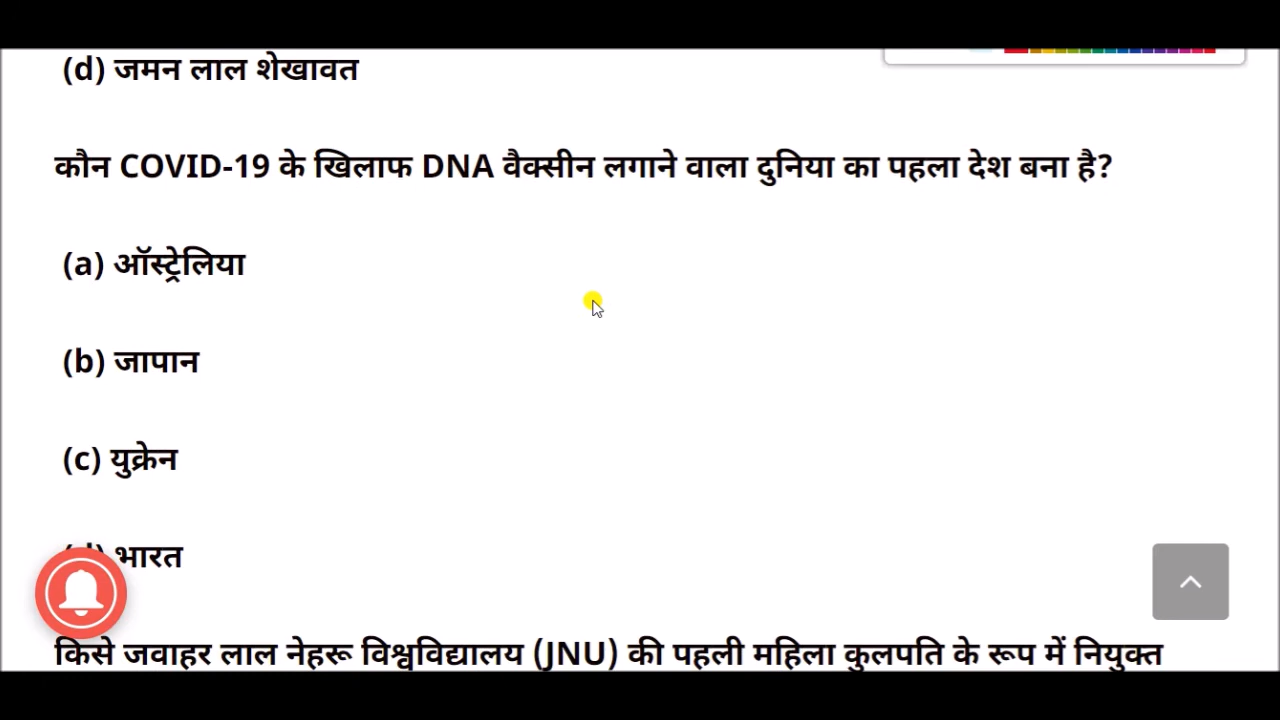 (d) जमन लाल शेखावत
कौन COVID-19 के खिलाफ DNA वैक्सीन लगाने वाला दुनिया का पहला देश बना है?
(a) ऑस्ट्रेलिया
(b) जापान
(c) युक्रेन
(d) भारत
किसे जवाहर लाल नेहरू विश्वविद्यालय (JNU) की पहली महिला कुलपति के रूप में नियुक्त